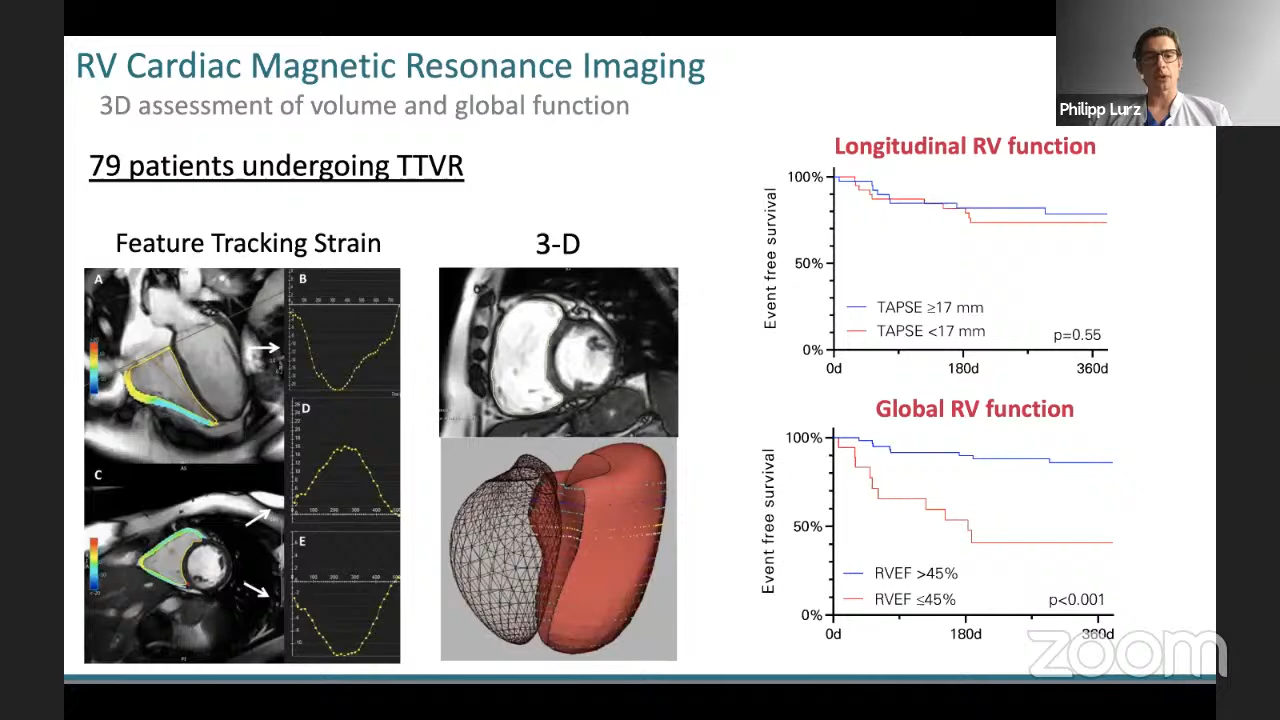 RV Cardiac Magnetic Resonance Imaging
3D assessment of volume and global function
Philipp Lurz
79 patients undergoing TTVR
Feature Tracking Strain
3-D
A
B
C
D
E
Longitudinal RV function
Event free survival
100%
50%
0%
TAPSE ≥17 mm
TAPSE <17 mm
p=0.55
0d
180d
360d
Global RV function
Event free survival
100%
50%
0%
RVEF >45%
RVEF ≤45%
p<0.001
0d
180d
360d
zoom